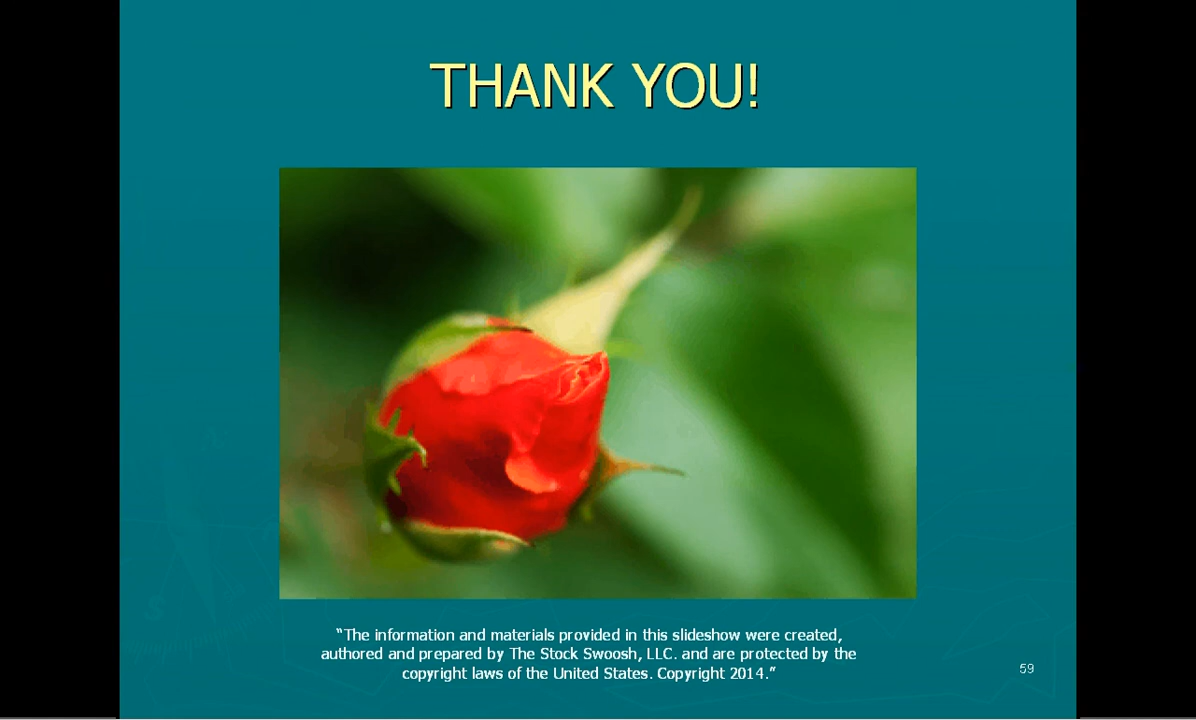 THANK YOU!
“The information and materials provided in this slideshow were created,
authored and prepared by The Stock Swoosh, LLC. and are protected by the
copyright laws of the United States. Copyright 2014.”
59